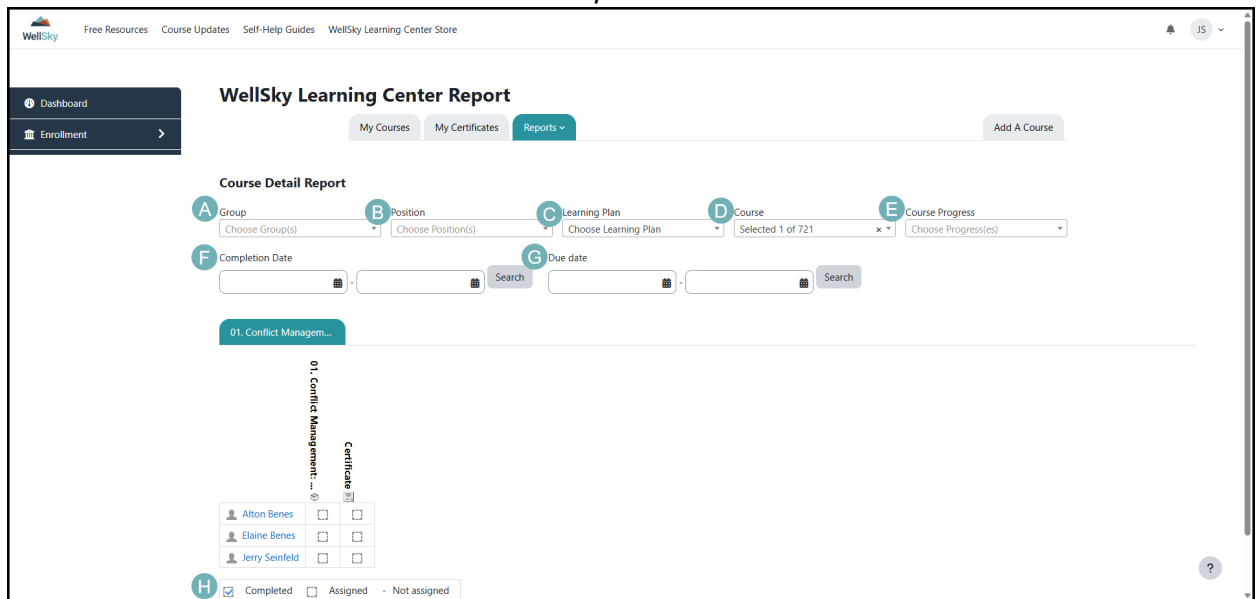 WellSky
Free Resources Course Updates Self-Help Guides WellSky Learning Center Store
JS
Dashboard
Enrollment
WellSky Learning Center Report
My Courses My Certificates Reports Add A Course
Course Detail Report
A Group B Position C Learning Plan D Course E Course Progress
Choose Group(s) Choose Position(s) Choose Learning Plan Selected 1 of 721 × Choose Progress(es)
F Completion Date G Due date
- Search - Search
01. Conflict Managem...
01. Conflict Management: ...
Certificate
Alton Benes
Elaine Benes
Jerry Seinfeld
?
H Completed Assigned - Not assigned